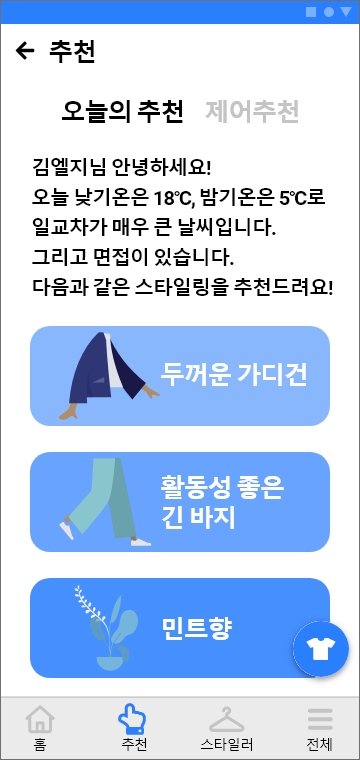 추천
오늘의 추천 제어추천
김엘지님 안녕하세요!
오늘 낮기온은 18℃, 밤기온은 5℃로
일교차가 매우 큰 날씨입니다.
그리고 면접이 있습니다.
다음과 같은 스타일링을 추천드려요!
두꺼운 가디건
활동성 좋은
긴 바지
민트향
홈 추천 스타일러 전체